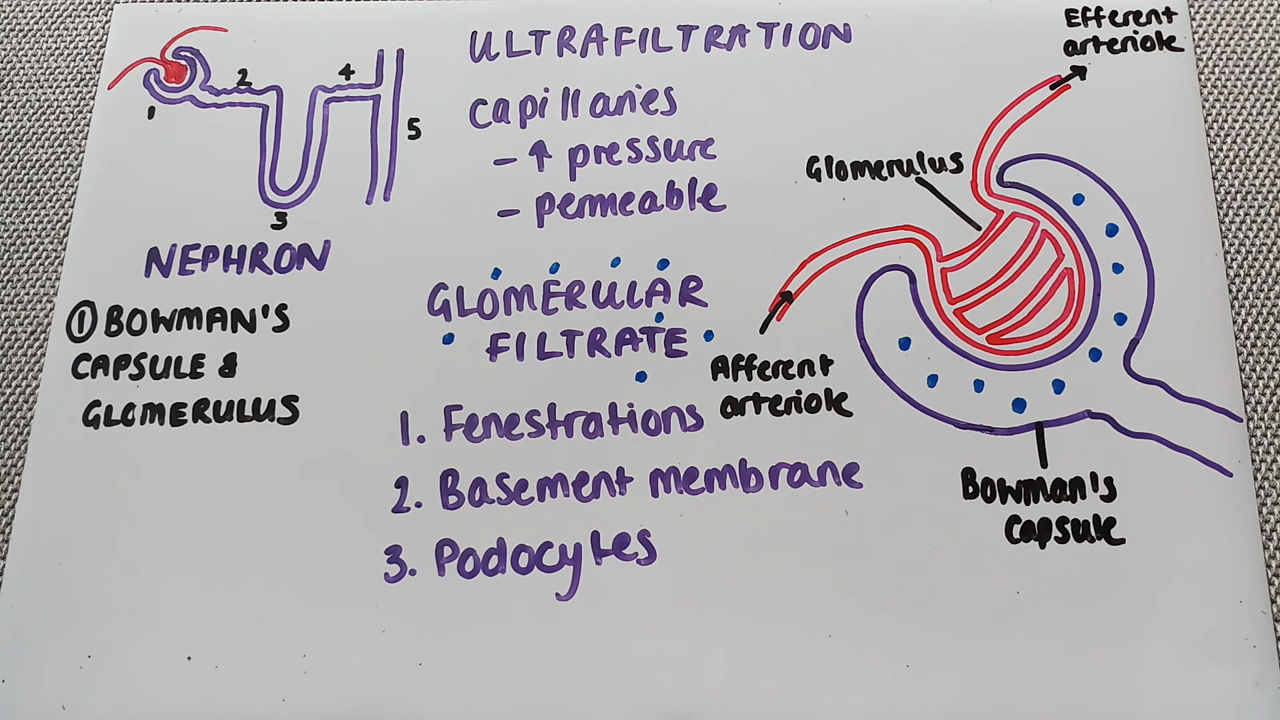 1
2
3
4
5
NEPHRON
① BOWMAN'S
CAPSULE &
GLOMERULUS
ULTRAFILTRATION
capillaries
- ↑ pressure
- permeable
GLOMERULAR
FILTRATE
1. Fenestrations
2. Basement membrane
3. Podocytes
Efferent
arteriole
Glomerulus
Afferent
arteriole
Bowman's
capsule